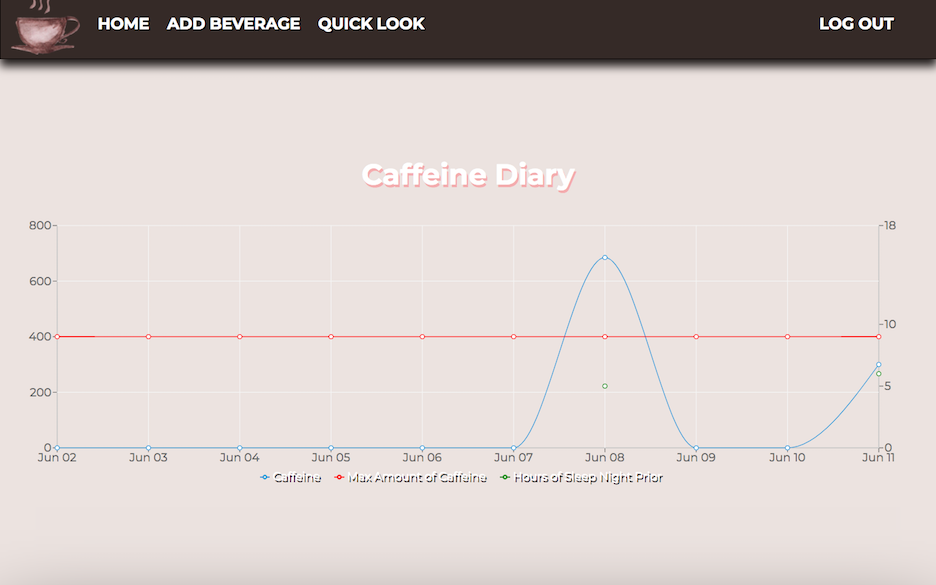 HOME ADD BEVERAGE QUICK LOOK LOG OUT
Caffeine Diary
800 18
600
400 10
200 5
0 0
Jun 02 Jun 03 Jun 04 Jun 05 Jun 06 Jun 07 Jun 08 Jun 09 Jun 10 Jun 11
Caffeine Max Amount of Caffeine Hours of Sleep Night Prior